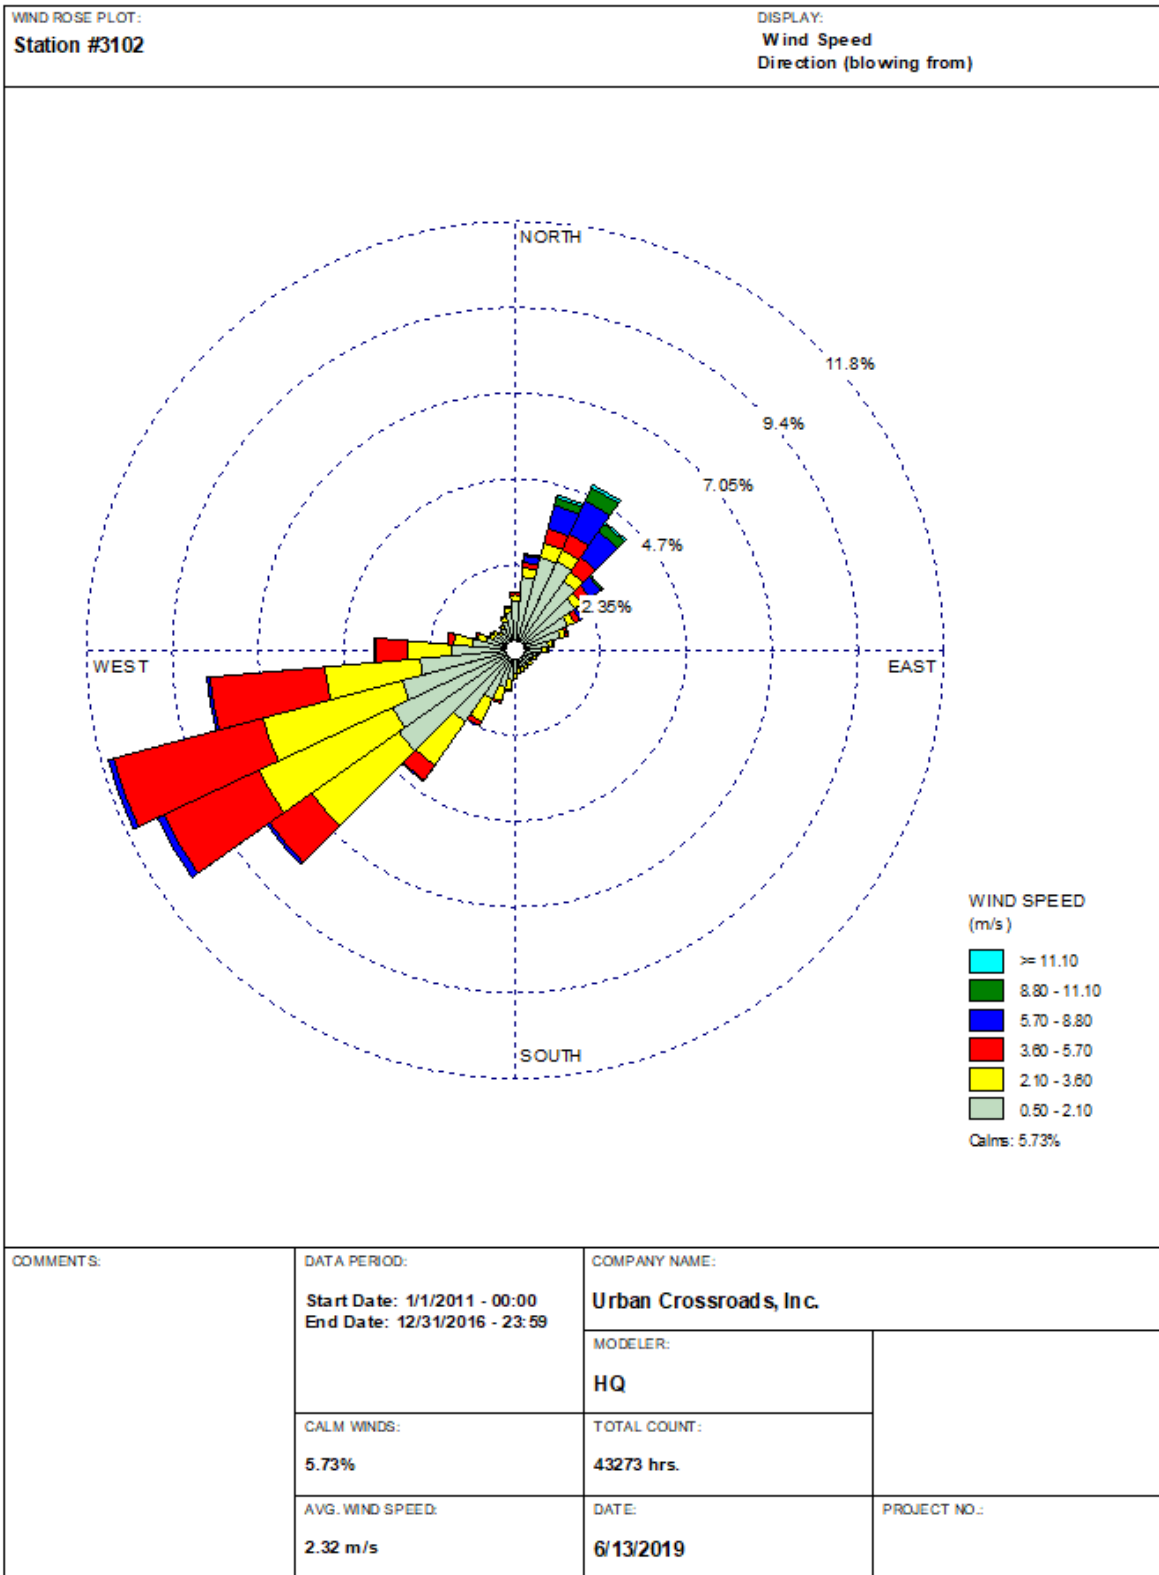 WIND ROSE PLOT:
Station #3102
DISPLAY:
Wind Speed
Direction (blowing from)
NORTH
11.8%
9.4%
7.05%
4.7%
2.35%
WEST
EAST
SOUTH
WIND SPEED
(m/s)
>= 11.10
8.80 - 11.10
5.70 - 8.80
3.60 - 5.70
2.10 - 3.60
0.50 - 2.10
Calms: 5.73%
COMMENTS:
DATA PERIOD:
Start Date: 1/1/2011 - 00:00
End Date: 12/31/2016 - 23:59
COMPANY NAME:
Urban Crossroads, Inc.
MODELER:
HQ
CALM WINDS:
5.73%
TOTAL COUNT:
43273 hrs.
AVG. WIND SPEED:
2.32 m/s
DATE:
6/13/2019
PROJECT NO.: